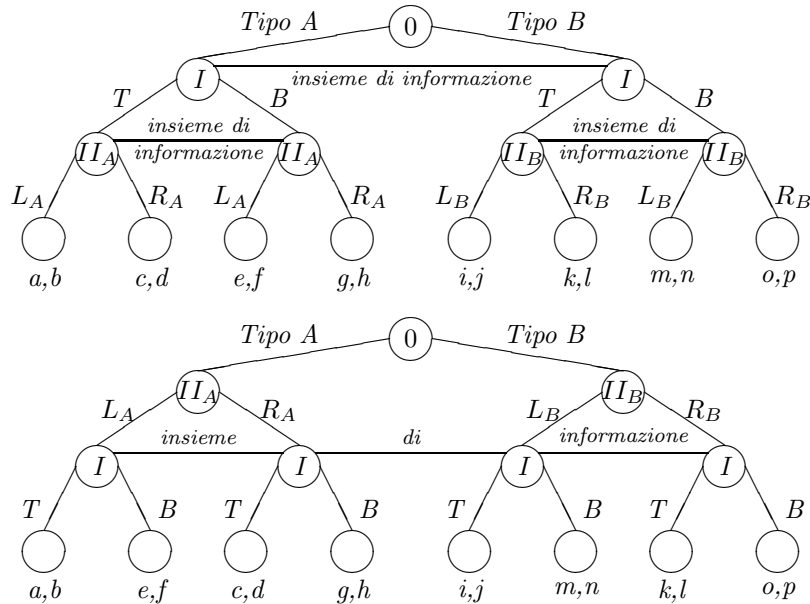 Tipo A 0 Tipo B
I insieme di informazione I
T B T B
insieme di insieme di
II_A informazione II_A II_B informazione II_B
L_A R_A L_A R_A L_B R_B L_B R_B
a,b c,d e,f g,h i,j k,l m,n o,p
Tipo A 0 Tipo B
II_A II_B
L_A R_A L_B R_B
insieme di informazione
I I I I
T B T B T B T B
a,b e,f c,d g,h i,j m,n k,l o,p